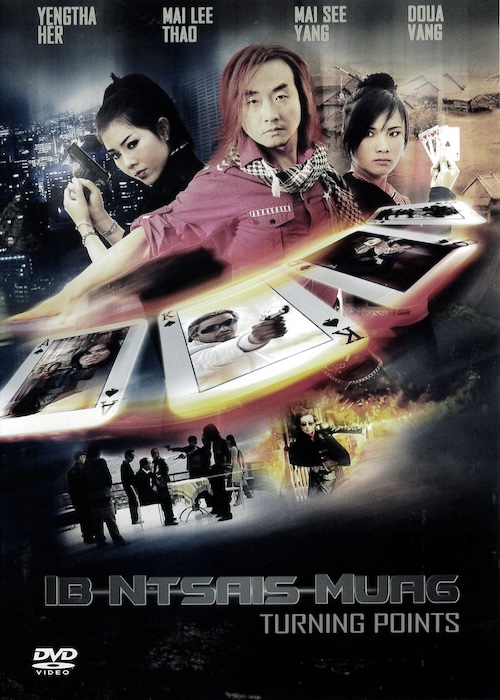 YENGTHA HER
MAI LEE THAO
MAI SEE YANG
DOUA VANG
A
K
K
A
IB NTSAIS MUAG
TURNING POINTS
DVD
VIDEO